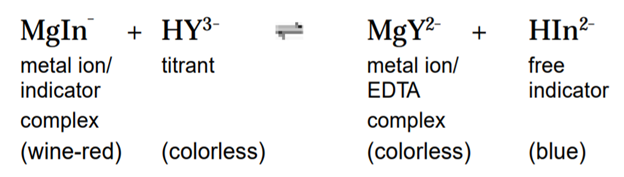 MgIn⁻ + HY³⁻ ⇌ MgY²⁻ + HIn²⁻
metal ion/ titrant metal ion/ free
indicator EDTA indicator
complex complex
(wine-red) (colorless) (colorless) (blue)